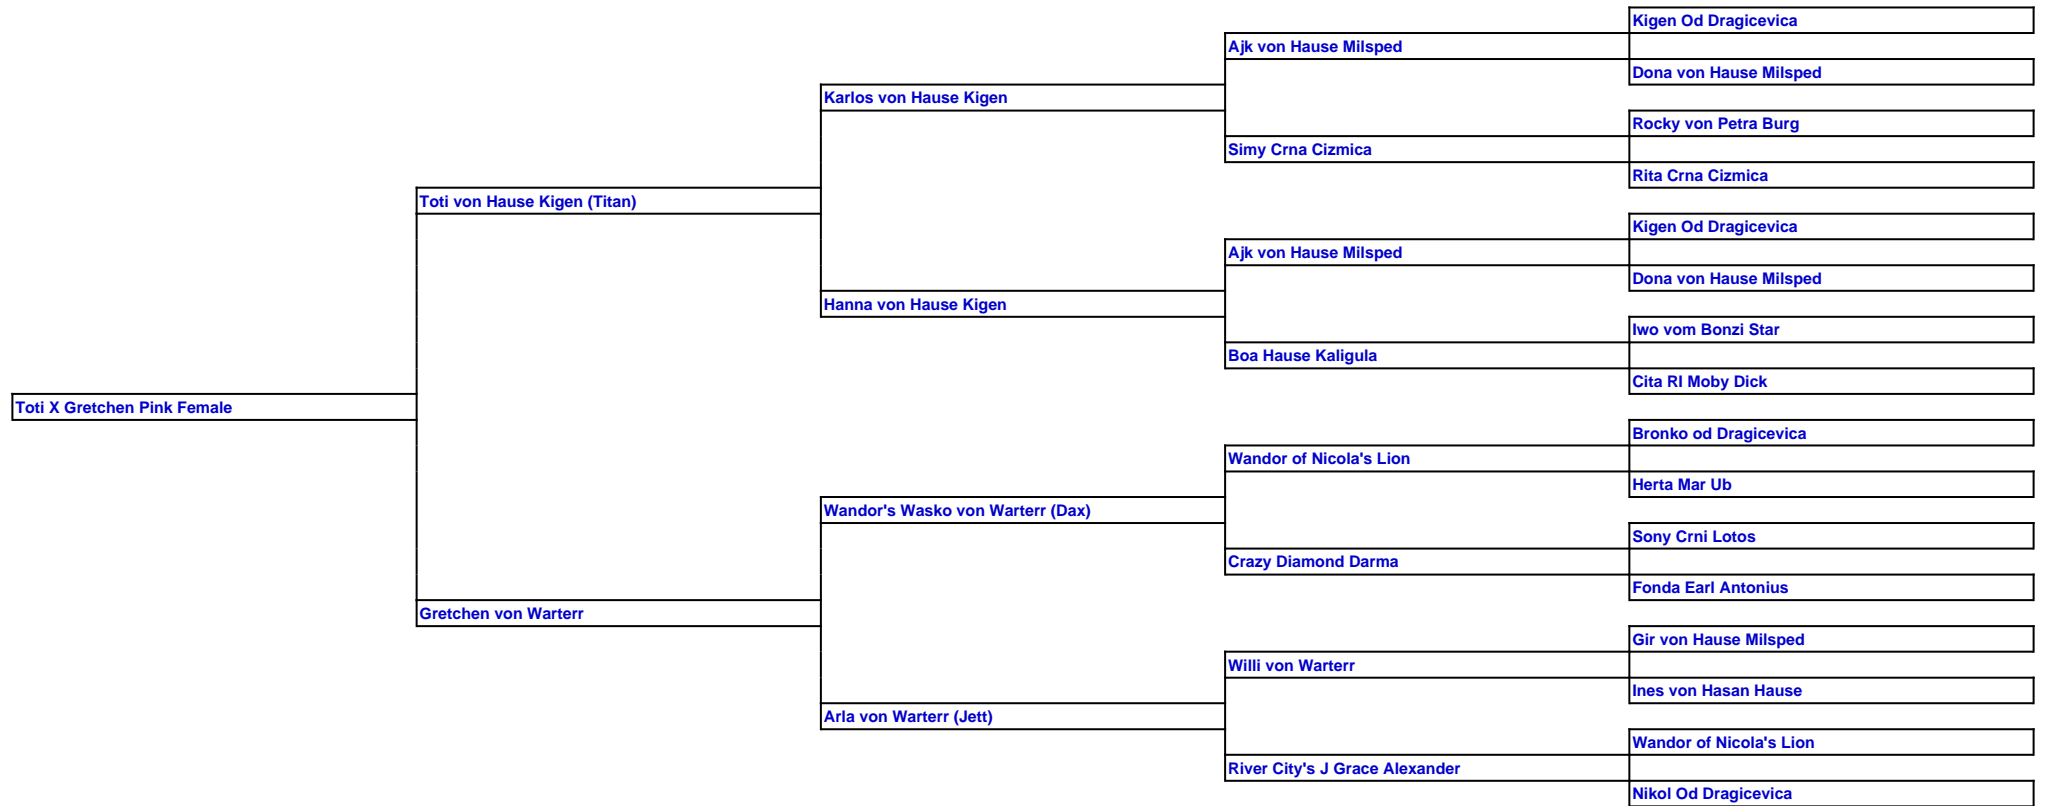 Kigen Od Dragicevica
Ajk von Hause Milsped
Dona von Hause Milsped
Karlos von Hause Kigen
Rocky von Petra Burg
Simy Crna Cizmica
Rita Crna Cizmica
Toti von Hause Kigen (Titan)
Kigen Od Dragicevica
Ajk von Hause Milsped
Dona von Hause Milsped
Hanna von Hause Kigen
Iwo vom Bonzi Star
Boa Hause Kaligula
Cita RI Moby Dick
Toti X Gretchen Pink Female
Bronko od Dragicevica
Wandor of Nicola's Lion
Herta Mar Ub
Wandor's Wasko von Warterr (Dax)
Sony Crni Lotos
Crazy Diamond Darma
Fonda Earl Antonius
Gretchen von Warterr
Gir von Hause Milsped
Willi von Warterr
Ines von Hasan Hause
Arla von Warterr (Jett)
Wandor of Nicola's Lion
River City's J Grace Alexander
Nikol Od Dragicevica